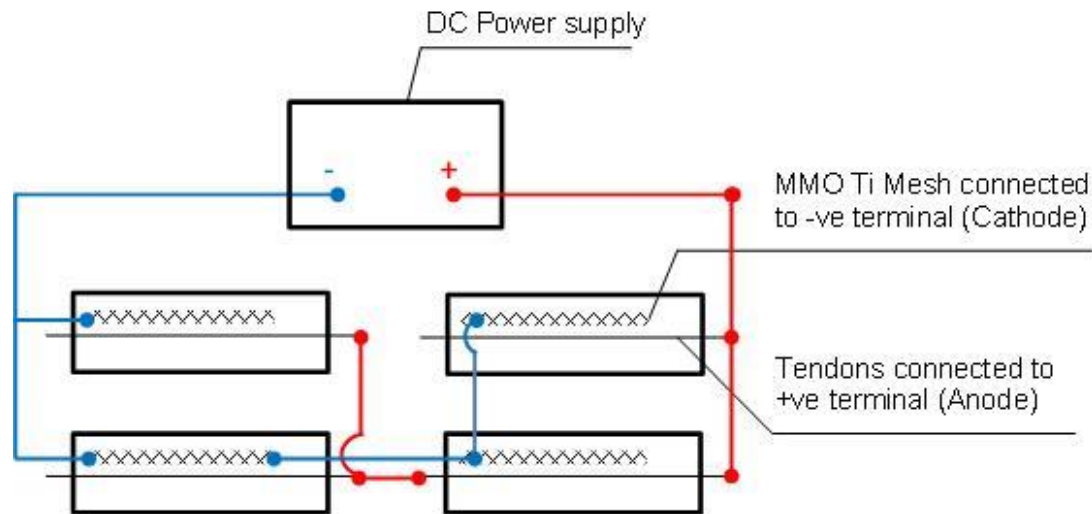 DC Power supply
-
+
MMO Ti Mesh connected
to -ve terminal (Cathode)
Tendons connected to
+ve terminal (Anode)